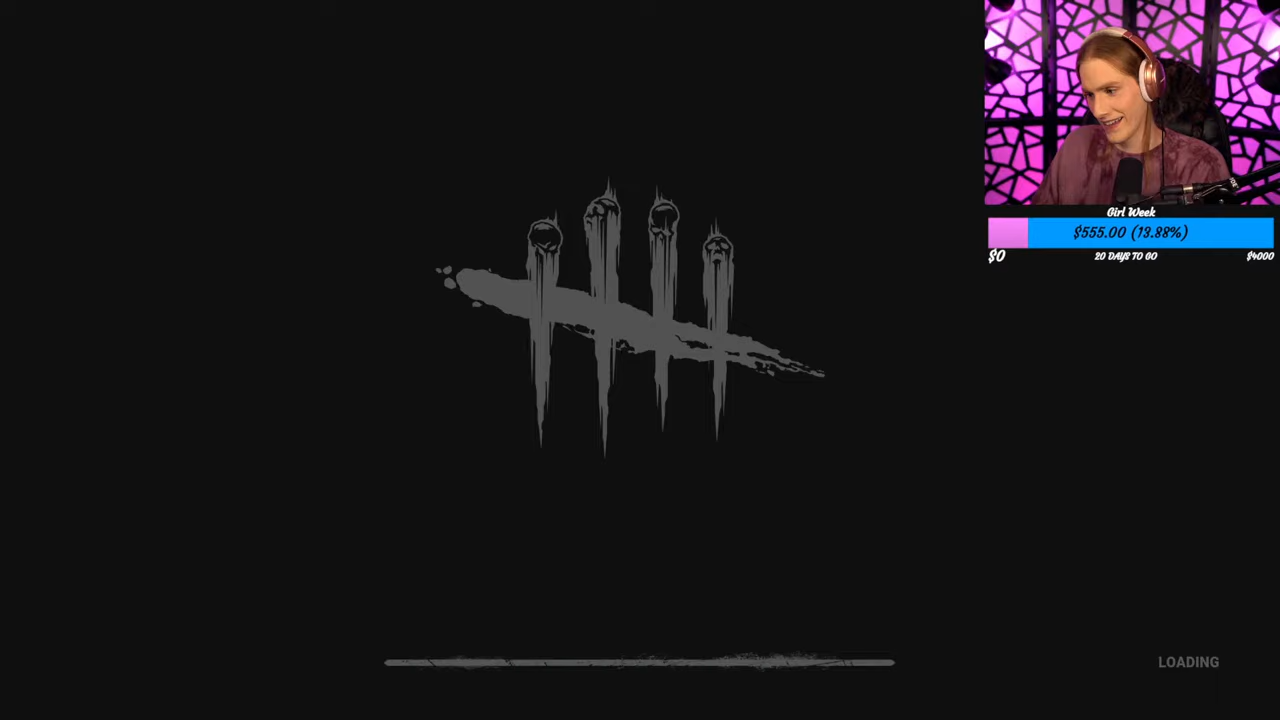 Girl Week
$555.00 (13.88%)
$0
20 DAYS TO GO
$4000
LOADING